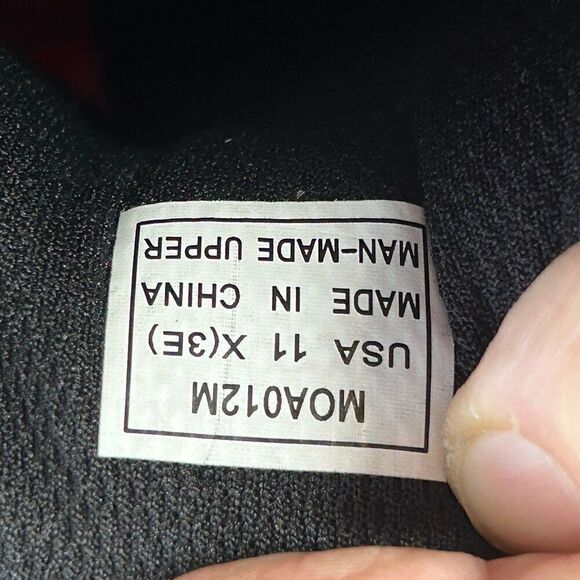 MOA012M
USA 11 X(3E)
MADE IN CHINA
MAN-MADE UPPER